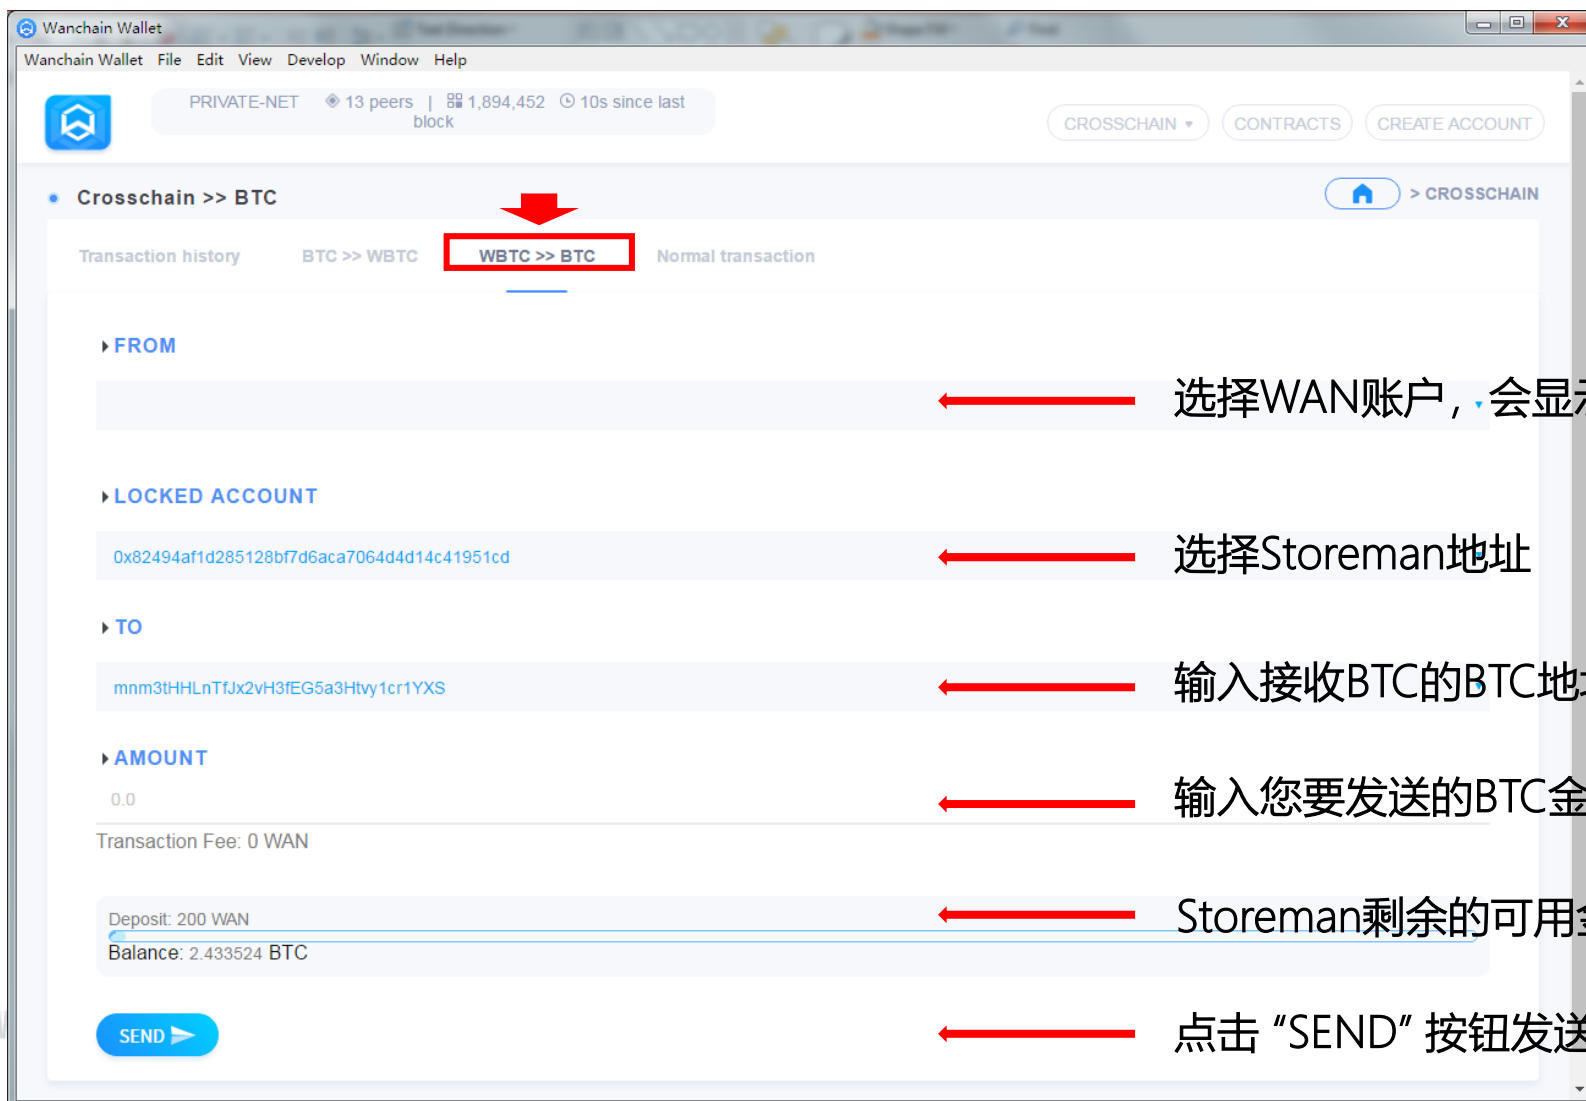 Wanchain Wallet
Wanchain Wallet File Edit View Develop Window Help
PRIVATE-NET 13 peers | 1,894,452 10s since last
block
CROSSCHAIN CONTRACTS CREATE ACCOUNT
Crosschain >> BTC
> CROSSCHAIN
Transaction history BTC >> WBTC WBTC >> BTC Normal transaction
FROM
选择WAN账户，会显
LOCKED ACCOUNT
0x82494af1d285128bf7d6aca7064d4d14c41951cd
选择Storeman地址
TO
mnm3tHHLnTfJx2vH3fEG5a3Htvy1cr1YXS
输入接收BTC的BTC地
AMOUNT
0.0
输入您要发送的BTC金
Transaction Fee: 0 WAN
Deposit: 200 WAN
Storeman剩余的可用
Balance: 2.433524 BTC
SEND
点击 “SEND” 按钮发送